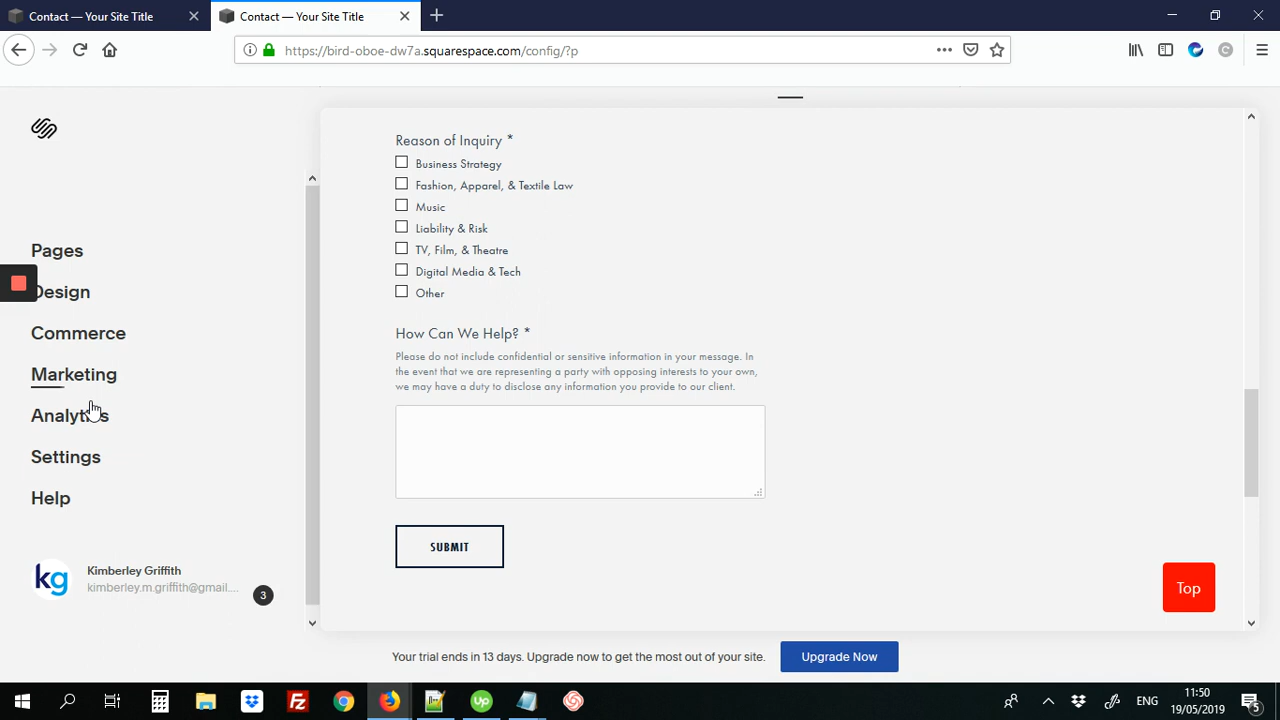 Contact — Your Site Title
Contact — Your Site Title
https://bird-oboe-dw7a.squarespace.com/config/?p
Pages
Design
Commerce
Marketing
Analytics
Settings
Help
kg
Kimberley Griffith
kimberley.m.griffith@gmail....
3
Reason of Inquiry *
Business Strategy
Fashion, Apparel, & Textile Law
Music
Liability & Risk
TV, Film, & Theatre
Digital Media & Tech
Other
How Can We Help? *
Please do not include confidential or sensitive information in your message. In
the event that we are representing a party with opposing interests to your own,
we may have a duty to disclose any information you provide to our client.
SUBMIT
Top
Your trial ends in 13 days. Upgrade now to get the most out of your site.
Upgrade Now
ENG
11:50
19/05/2019
5